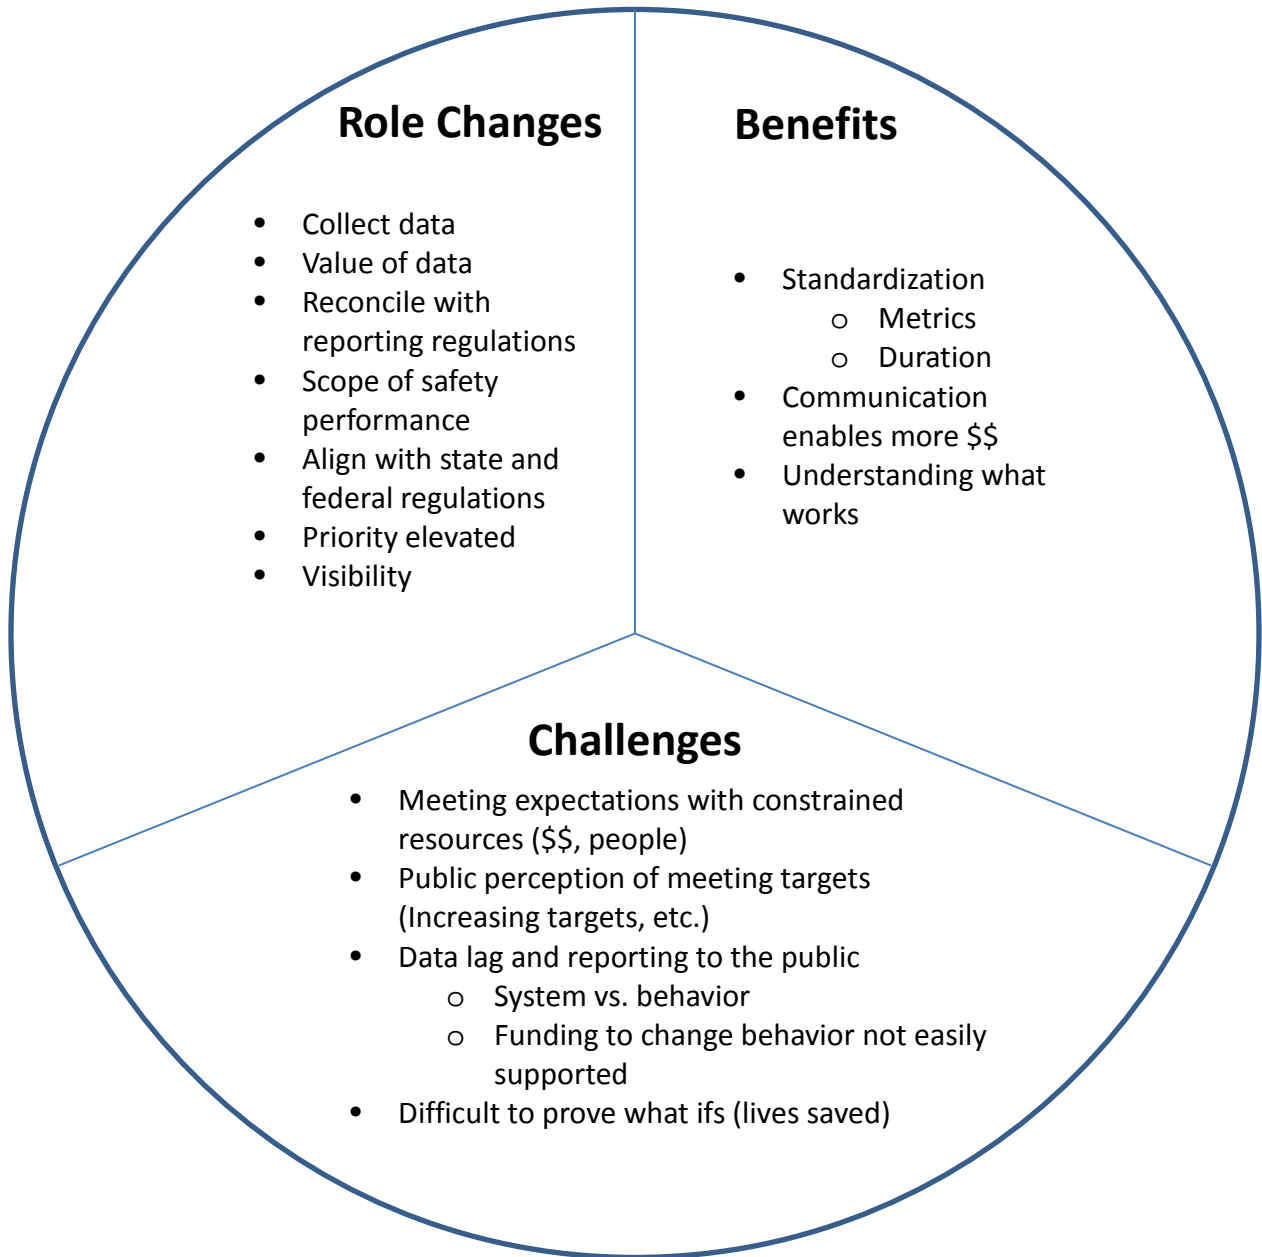 Role Changes
• Collect data
• Value of data
• Reconcile with
reporting regulations
• Scope of safety
performance
• Align with state and
federal regulations
• Priority elevated
• Visibility
Benefits
• Standardization
o Metrics
o Duration
• Communication
enables more $$
• Understanding what
works
Challenges
• Meeting expectations with constrained
resources ($$, people)
• Public perception of meeting targets
(Increasing targets, etc.)
• Data lag and reporting to the public
o System vs. behavior
o Funding to change behavior not easily
supported
• Difficult to prove what ifs (lives saved)